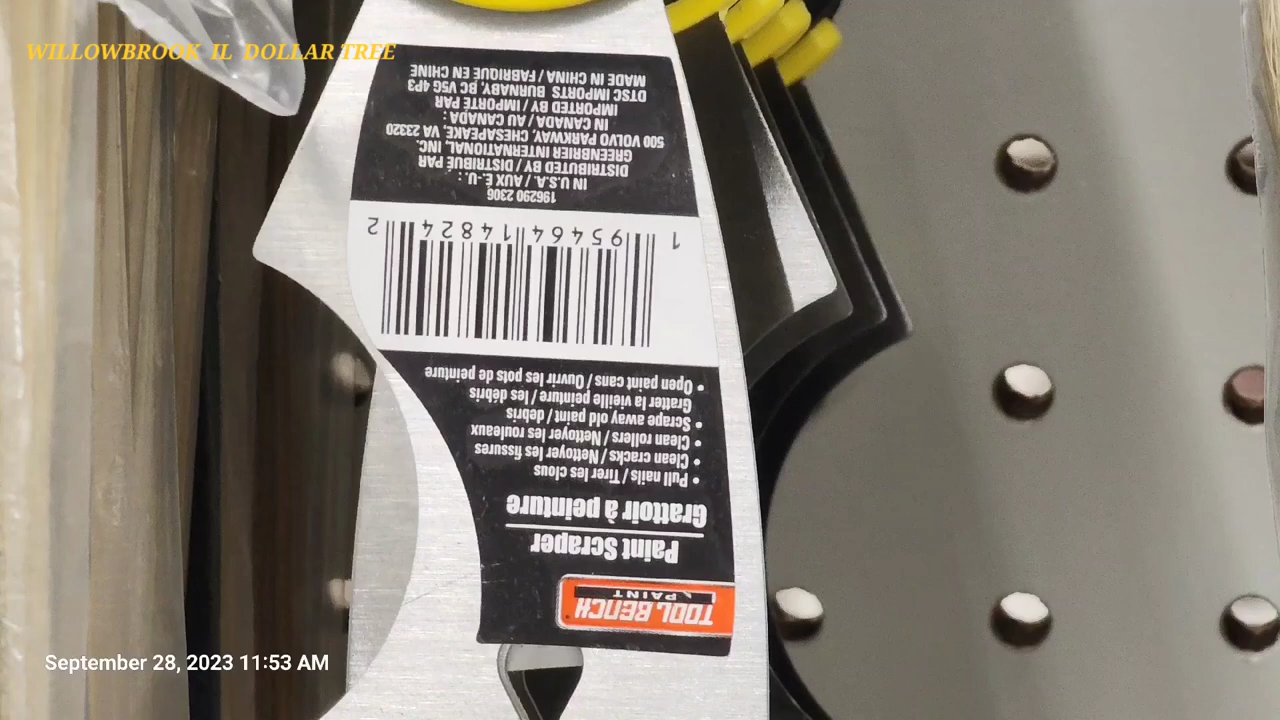 WILLOWBROOK IL DOLLAR TREE
TOOL BENCH
PAINT
Paint Scraper
Grattoir à peinture
• Pull nails / Tirer les clous
• Clean cracks / Nettoyer les fissures
• Clean rollers / Nettoyer les rouleaux
• Scrape away old paint / debris
Gratter la vieille peinture / les débris
• Open paint cans / Ouvrir les pots de peinture
1 95464 14824 2
196290 2306
IN U.S.A. / AUX É.-U. :
DISTRIBUTED BY / DISTRIBUÉ PAR
GREENBRIER INTERNATIONAL, INC.
500 VOLVO PARKWAY, CHESAPEAKE, VA 23320
IN CANADA / AU CANADA :
IMPORTED BY / IMPORTÉ PAR
DTSC IMPORTS BURNABY, BC V5G 4P3
MADE IN CHINA / FABRIQUÉ EN CHINE
September 28, 2023 11:53 AM